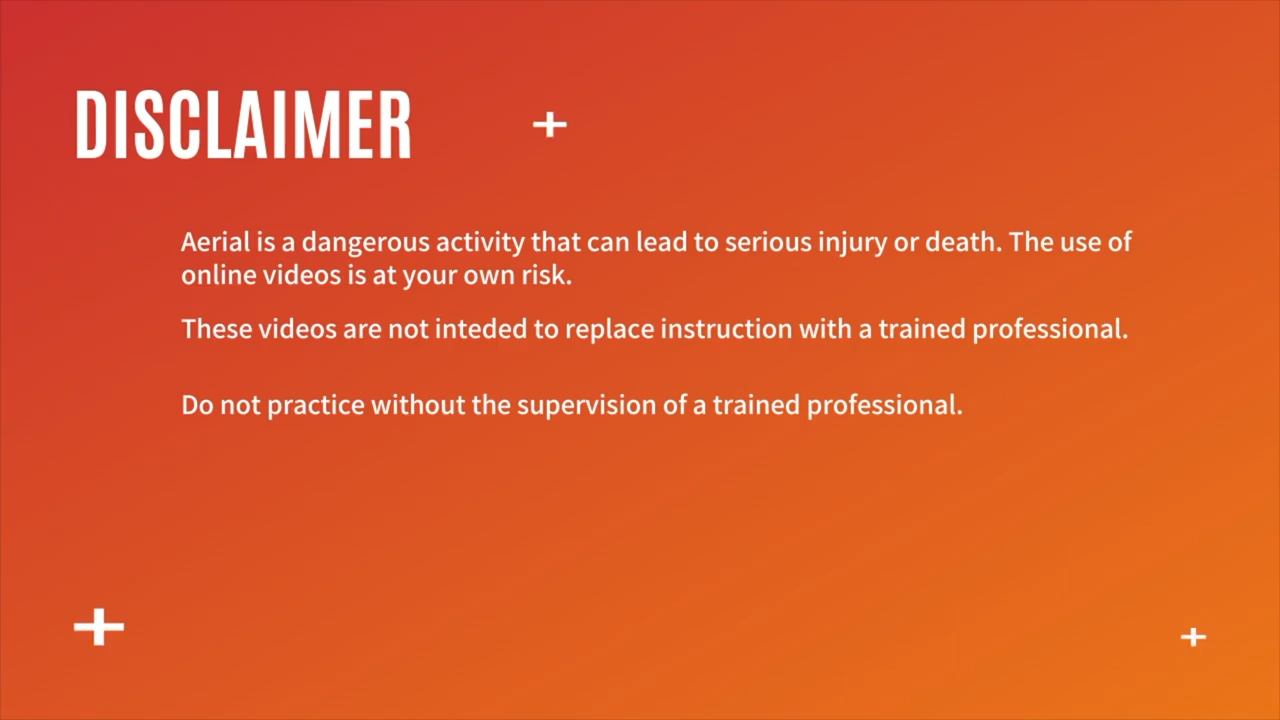 DISCLAIMER
Aerial is a dangerous activity that can lead to serious injury or death. The use of
online videos is at your own risk.
These videos are not inteded to replace instruction with a trained professional.
Do not practice without the supervision of a trained professional.